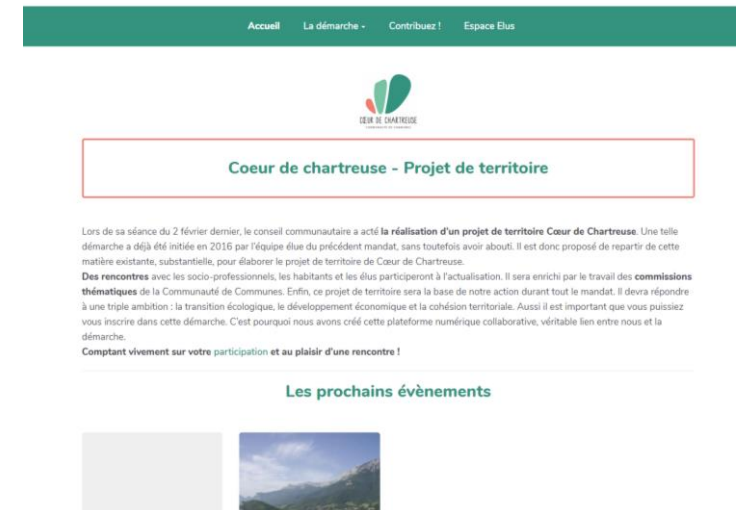 Accueil La démarche Contribuez ! Espace Elus
CŒUR DE CHARTREUSE
COMMUNAUTÉ DE COMMUNES
Coeur de chartreuse - Projet de territoire
Lors de sa séance du 2 février dernier, le conseil communautaire a acté la réalisation d'un projet de territoire Cœur de Chartreuse. Une telle
démarche a déjà été initiée en 2016 par l'équipe élue du précédent mandat, sans toutefois avoir abouti. Il est donc proposé de repartir de cette
matière existante, substantielle, pour élaborer le projet de territoire de Cœur de Chartreuse.
Des rencontres avec les socio-professionnels, les habitants et les élus participeront à l'actualisation. Il sera enrichi par le travail des commissions
thématiques de la Communauté de Communes. Enfin, ce projet de territoire sera la base de notre action durant tout le mandat. Il devra répondre
à une triple ambition : la transition écologique, le développement économique et la cohésion territoriale. Aussi il est important que vous puissiez
vous inscrire dans cette démarche. C'est pourquoi nous avons créé cette plateforme numérique collaborative, véritable lien entre nous et la
démarche.
Comptant vivement sur votre participation et au plaisir d'une rencontre !
Les prochains évènements